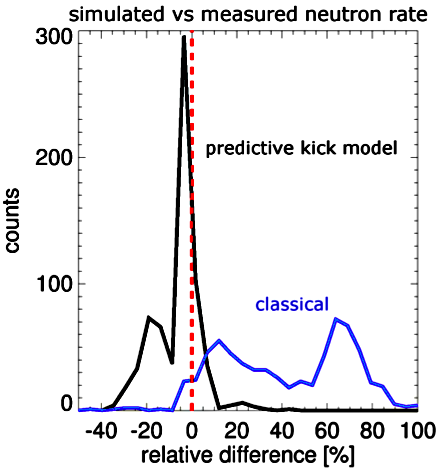 simulated vs measured neutron rate
300
predictive kick model
200
counts
classical
100
0
-40 -20 0 20 40 60 80 100
relative difference [%]